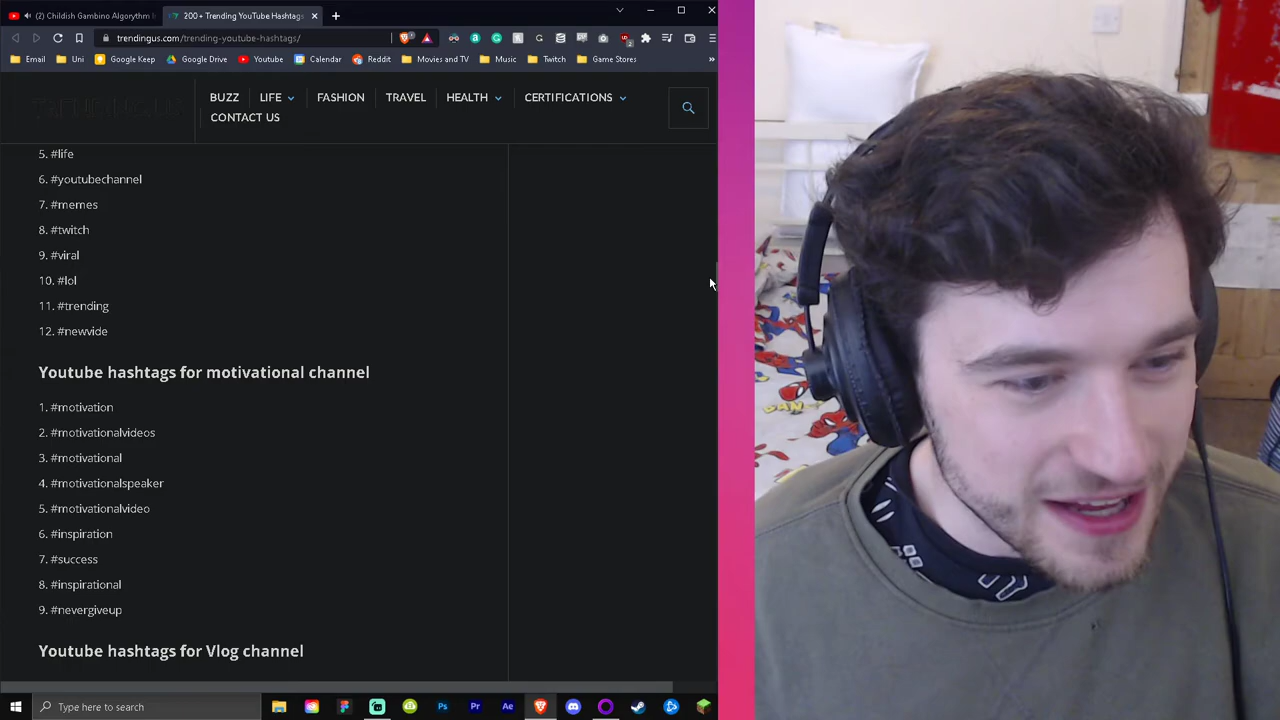 (2) Childish Gambino Algorythm
200+ Trending YouTube Hashtags
trendingus.com/trending-youtube-hashtags/
Email Uni Google Keep Google Drive Youtube Calendar Reddit Movies and TV Music Twitch Game Stores
BUZZ LIFE FASHION TRAVEL HEALTH CERTIFICATIONS
CONTACT US
5. #life
6. #youtubechannel
7. #memes
8. #twitch
9. #viral
10. #lol
11. #trending
12. #newvide
Youtube hashtags for motivational channel
1. #motivation
2. #motivationalvideos
3. #motivational
4. #motivationalspeaker
5. #motivationalvideo
6. #inspiration
7. #success
8. #inspirational
9. #nevergiveup
Youtube hashtags for Vlog channel
Type here to search